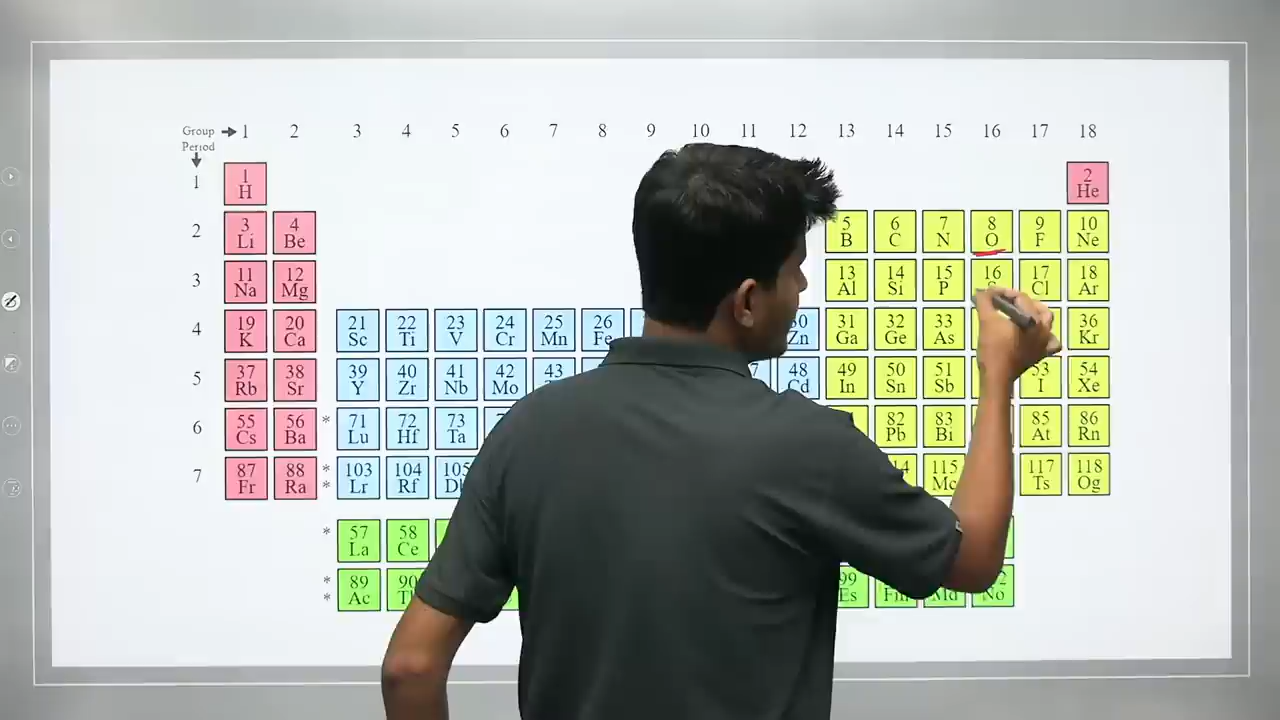 Group → 1 2 3 4 5 6 7 8 9 10 11 12 13 14 15 16 17 18
Period
↓
1 1 H 2 He
2 3 Li 4 Be 5 B 6 C 7 N 8 O 9 F 10 Ne
3 11 Na 12 Mg 13 Al 14 Si 15 P 16 17 Cl 18 Ar
4 19 K 20 Ca 21 Sc 22 Ti 23 V 24 Cr 25 Mn 26 Fe Zn 31 Ga 32 Ge 33 As 36 Kr
5 37 Rb 38 Sr 39 Y 40 Zr 41 Nb 42 Mo 43 48 Cd 49 In 50 Sn 51 Sb 53 I 54 Xe
6 55 Cs 56 Ba * 71 Lu 72 Hf 73 Ta 82 Pb 83 Bi 85 At 86 Rn
7 87 Fr 88 Ra * * 103 Lr 104 Rf 105 115 Mc 117 Ts 118 Og
* 57 La 58 Ce
* * 89 Ac 90 99 Es Fm Md No